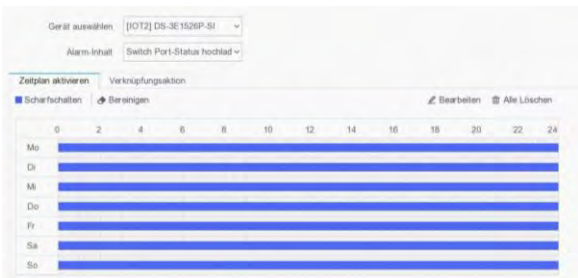 Gerät auswählen [IOT2] DS-3E1526P-SI
Alarm-Inhalt Switch Port-Status hochlad
Zeitplan aktivieren Verknüpfungsaktion
Scharfschalten Bereinigen Bearbeiten Alle Löschen
0 2 4 6 8 10 12 14 16 18 20 22 24
Mo
Di
Mi
Do
Fr
Sa
So